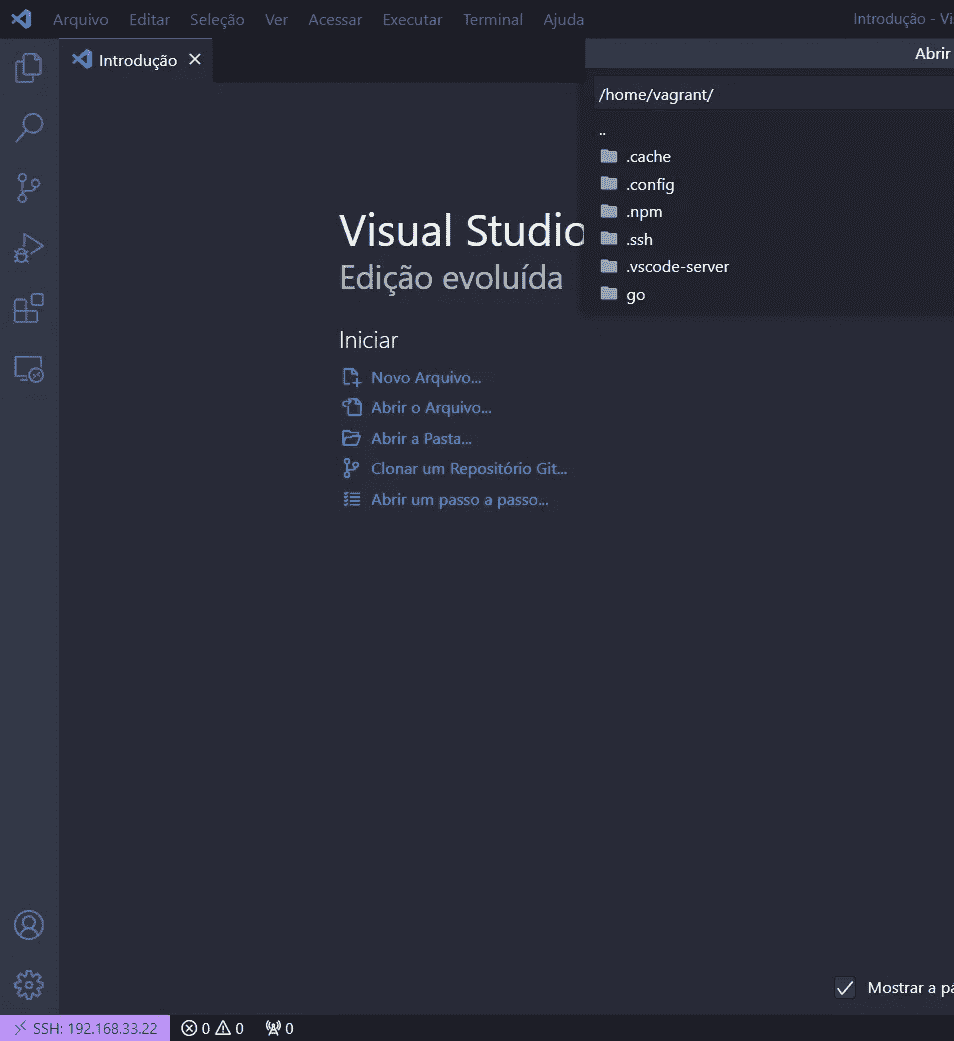 Arquivo Editar Seleção Ver Acessar Executar Terminal Ajuda Introdução -
Introdução
Abrir
/home/vagrant/
..
.cache
.config
.npm
.ssh
.vscode-server
go
Visual Studio
Edição evoluída
Iniciar
Novo Arquivo...
Abrir o Arquivo...
Abrir a Pasta...
Clonar um Repositório Git...
Abrir um passo a passo...
Mostrar a
SSH: 192.168.33.22 0 0 0